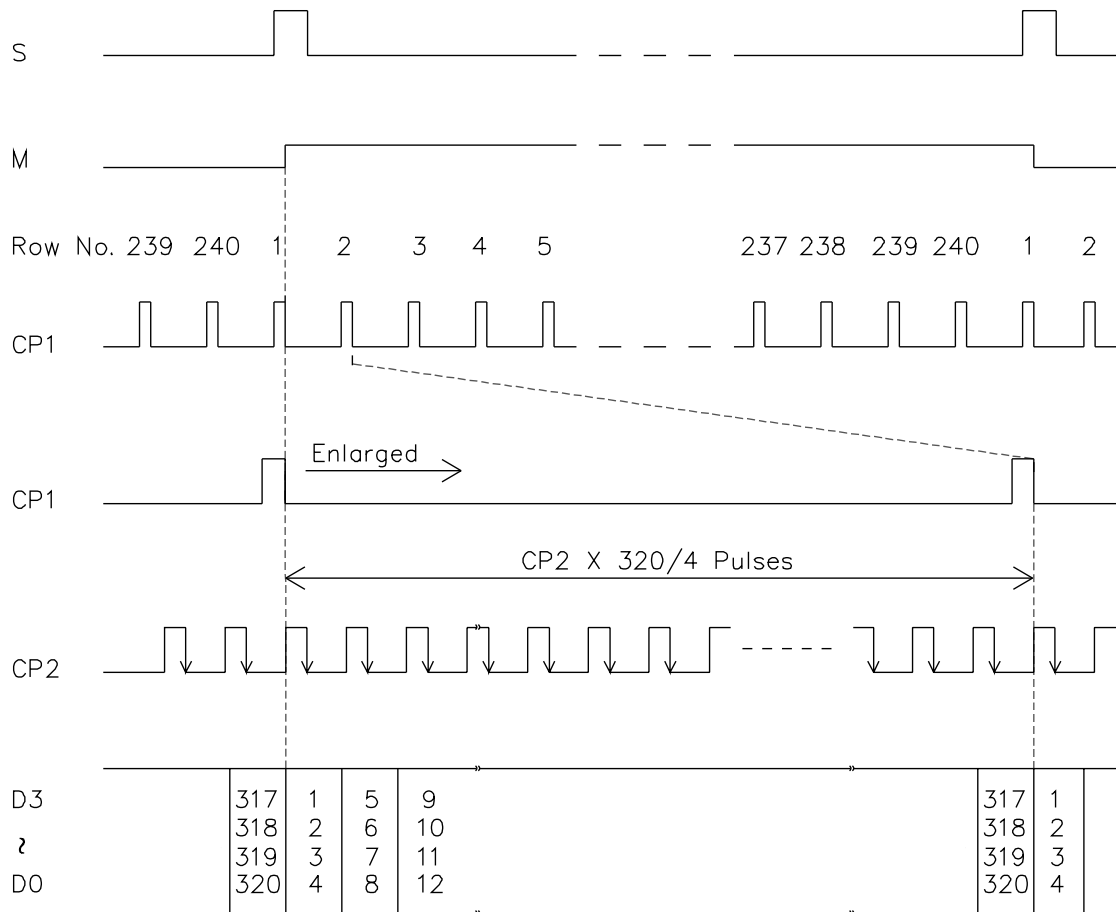 S
M
Row No. 239 240 1 2 3 4 5 237 238 239 240 1 2
CP1
Enlarged
CP1
CP2 X 320/4 Pulses
CP2
D3 317 1 5 9 317 1
318 2 6 10 318 2
~ 319 3 7 11 319 3
D0 320 4 8 12 320 4